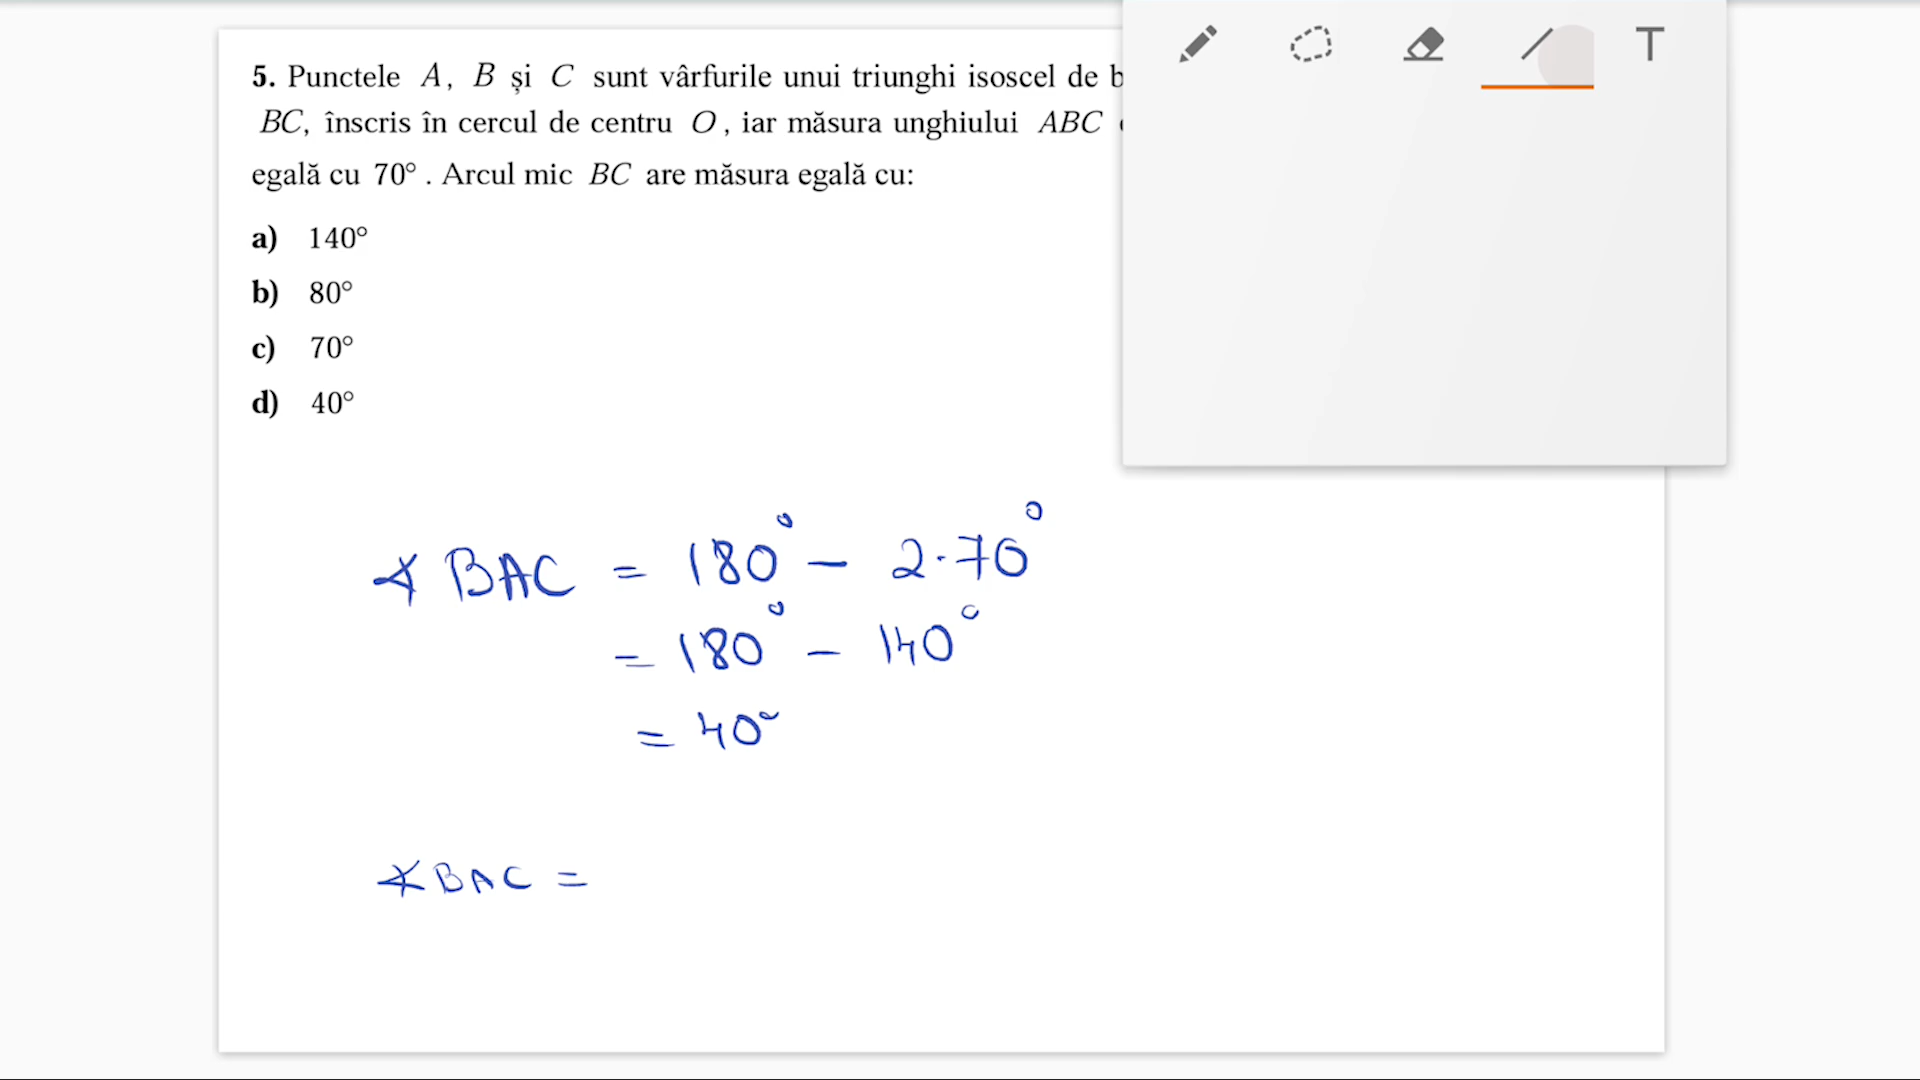 5. Punctele A, B și C sunt vârfurile unui triunghi isoscel de
BC, înscris în cercul de centru O, iar măsura unghiului ABC
egală cu 70°. Arcul mic BC are măsura egală cu:
a) 140°
b) 80°
c) 70°
d) 40°
∢ BAC = 180° - 2·70°
= 180° - 140°
= 40°
∢ BAC =
T